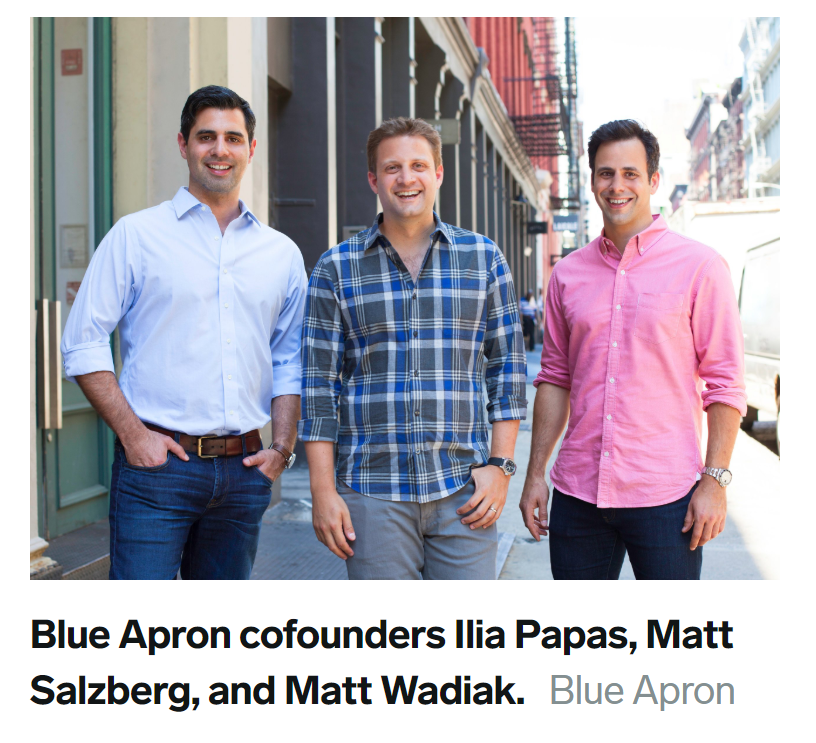 Blue Apron cofounders Ilia Papas, Matt
Salzberg, and Matt Wadiak. Blue Apron